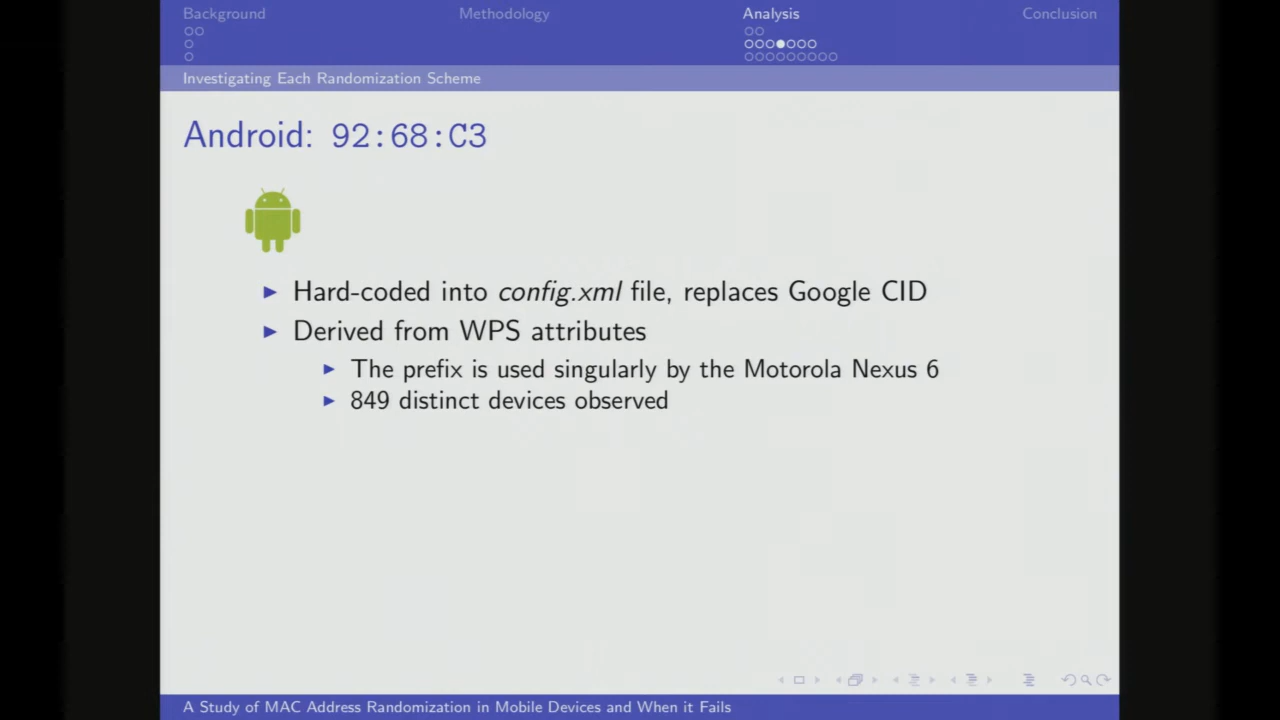 Background Methodology Analysis Conclusion
Investigating Each Randomization Scheme
Android: 92:68:C3
Hard-coded into config.xml file, replaces Google CID
Derived from WPS attributes
The prefix is used singularly by the Motorola Nexus 6
849 distinct devices observed
A Study of MAC Address Randomization in Mobile Devices and When it Fails